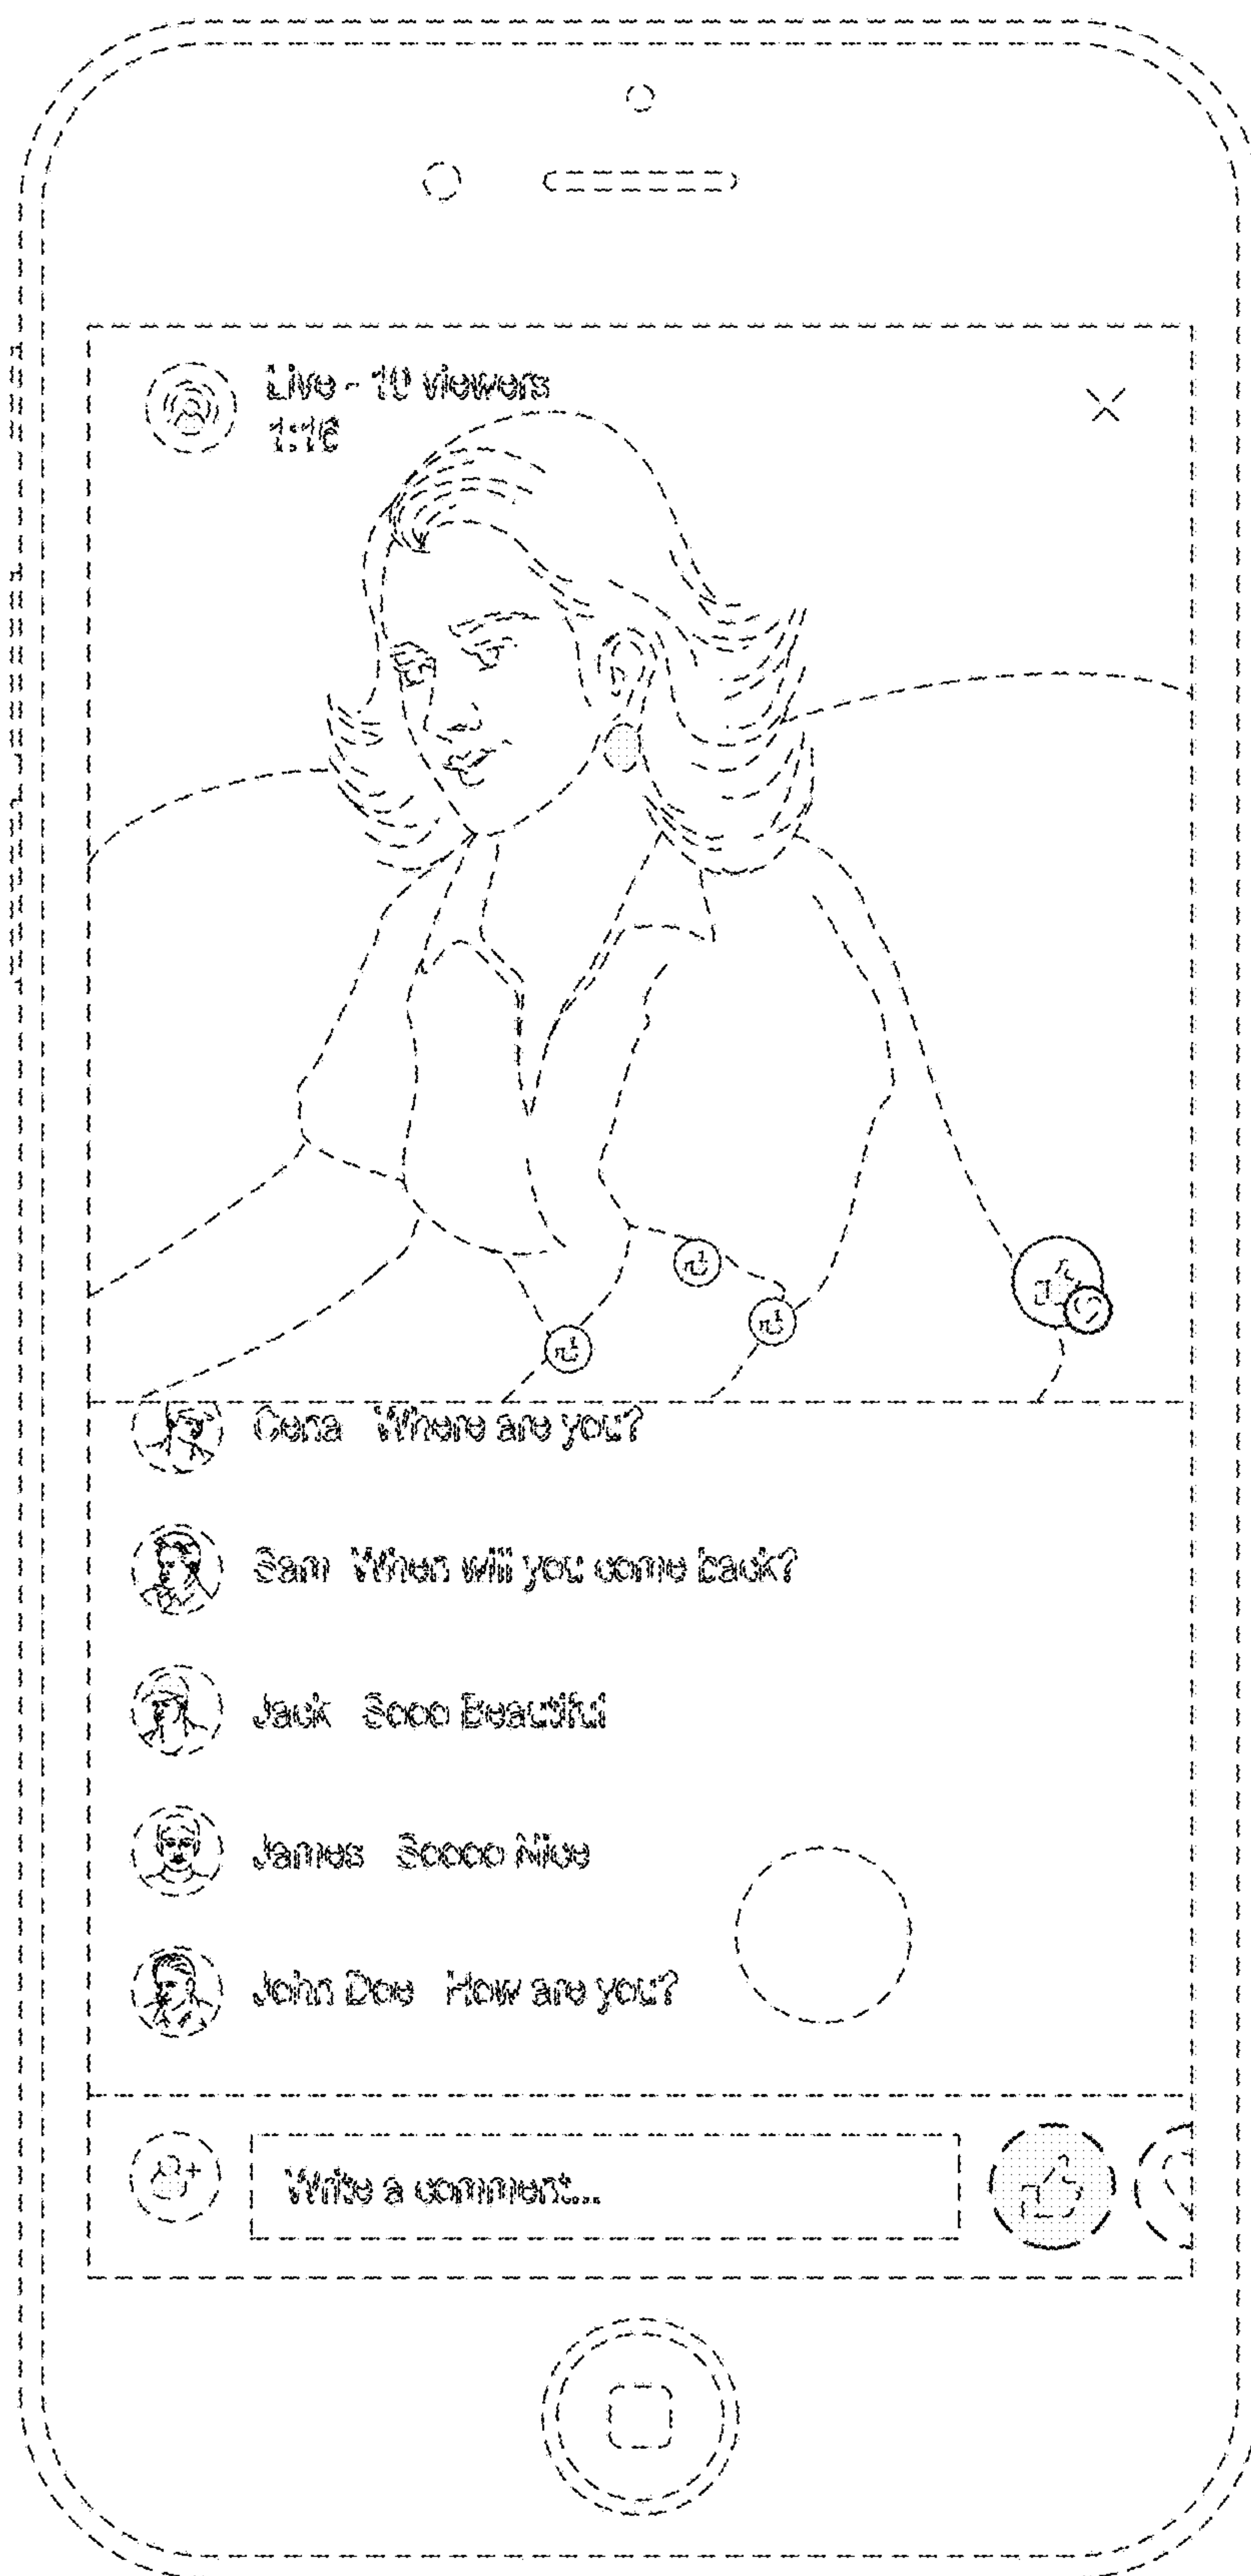 Live - 10 viewers
1:16
Cena Where are you?
Sam When will you come back?
Jack Sooo Beautiful
James Soooo Nice
John Doe How are you?
Write a comment...